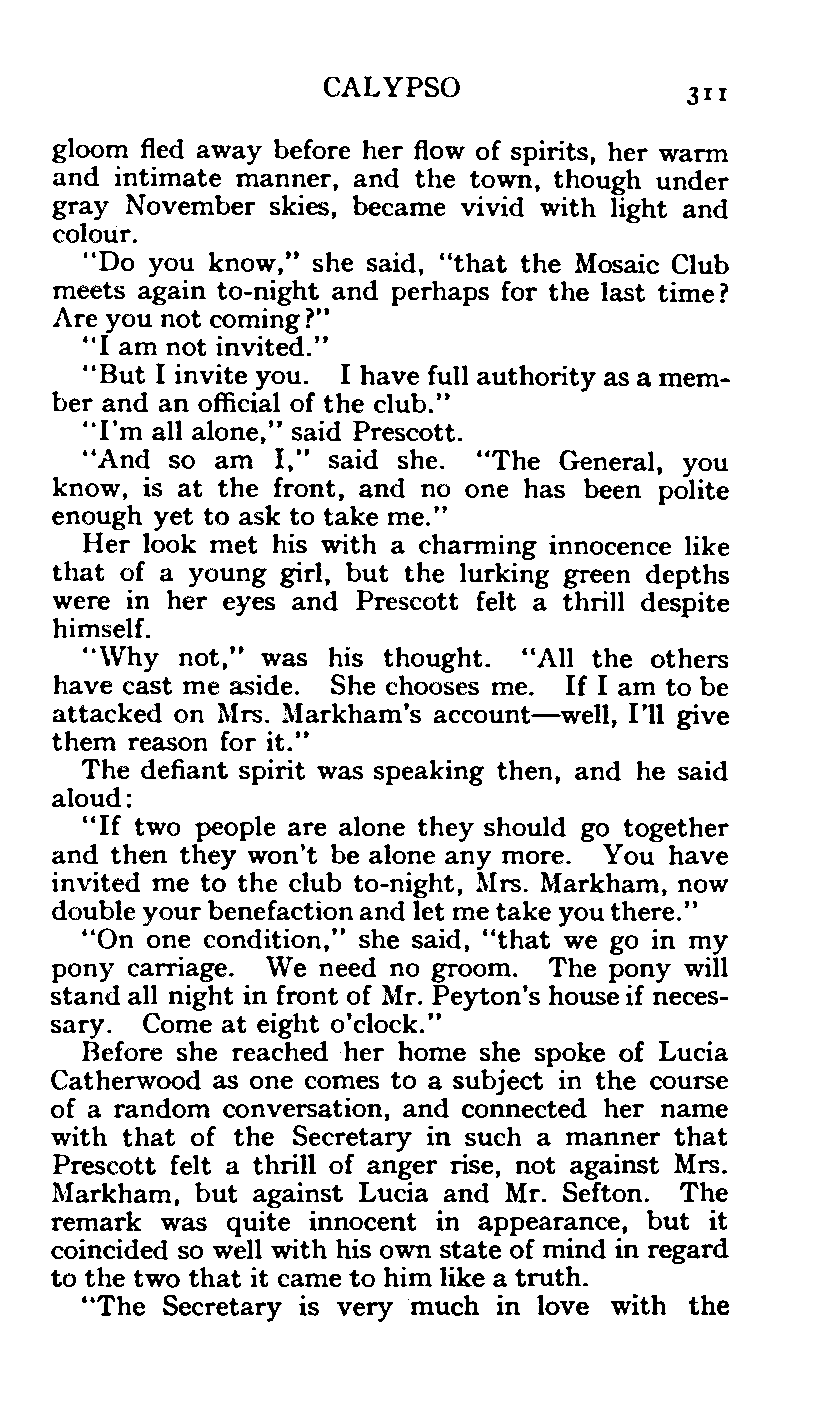 CALYPSO 311
gloom fled away before her flow of spirits, her warm
and intimate manner, and the town, though under
gray November skies, became vivid with light and
colour.
"Do you know," she said, "that the Mosaic Club
meets again to-night and perhaps for the last time?
Are you not coming?"
"I am not invited."
"But I invite you. I have full authority as a mem-
ber and an official of the club."
"I'm all alone," said Prescott.
"And so am I," said she. "The General, you
know, is at the front, and no one has been polite
enough yet to ask to take me."
Her look met his with a charming innocence like
that of a young girl, but the lurking green depths
were in her eyes and Prescott felt a thrill despite
himself.
"Why not," was his thought. "All the others
have cast me aside. She chooses me. If I am to be
attacked on Mrs. Markham's account—well, I'll give
them reason for it."
The defiant spirit was speaking then, and he said
aloud:
"If two people are alone they should go together
and then they won't be alone any more. You have
invited me to the club to-night, Mrs. Markham, now
double your benefaction and let me take you there."
"On one condition," she said, "that we go in my
pony carriage. We need no groom. The pony will
stand all night in front of Mr. Peyton's house if neces-
sary. Come at eight o'clock."
Before she reached her home she spoke of Lucia
Catherwood as one comes to a subject in the course
of a random conversation, and connected her name
with that of the Secretary in such a manner that
Prescott felt a thrill of anger rise, not against Mrs.
Markham, but against Lucia and Mr. Sefton. The
remark was quite innocent in appearance, but it
coincided so well with his own state of mind in regard
to the two that it came to him like a truth.
"The Secretary is very much in love with the